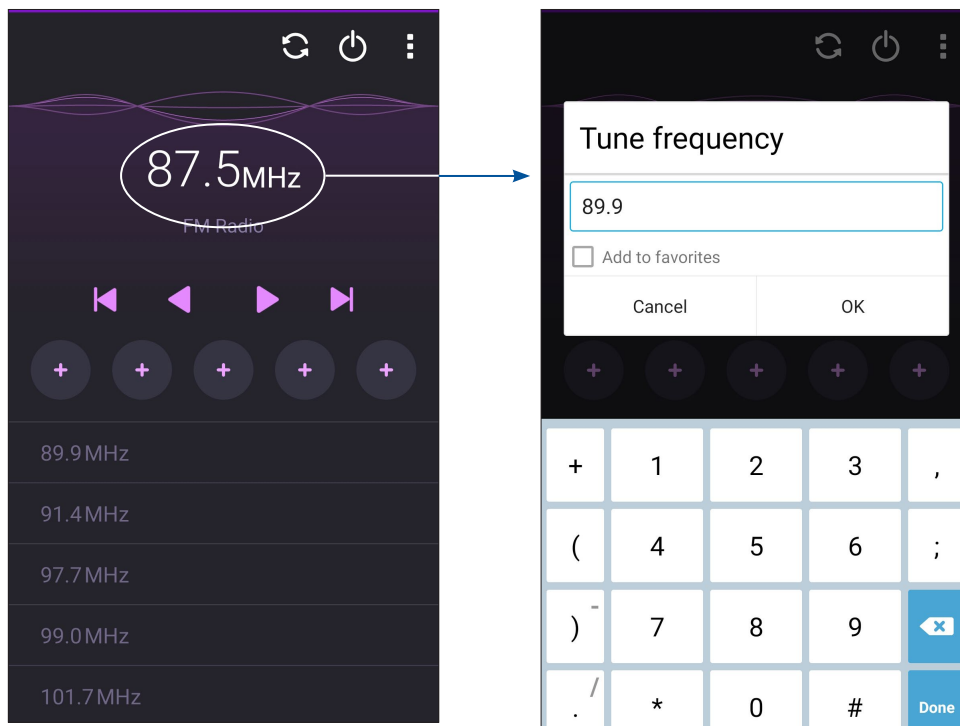 87.5MHz
FM Radio
+ + + + +
89.9MHz
91.4MHz
97.7MHz
99.0MHz
101.7MHz
Tune frequency
89.9
Add to favorites
Cancel OK
+ + + + +
+ 1 2 3 ,
( 4 5 6 ;
) - 7 8 9
. / * 0 # Done